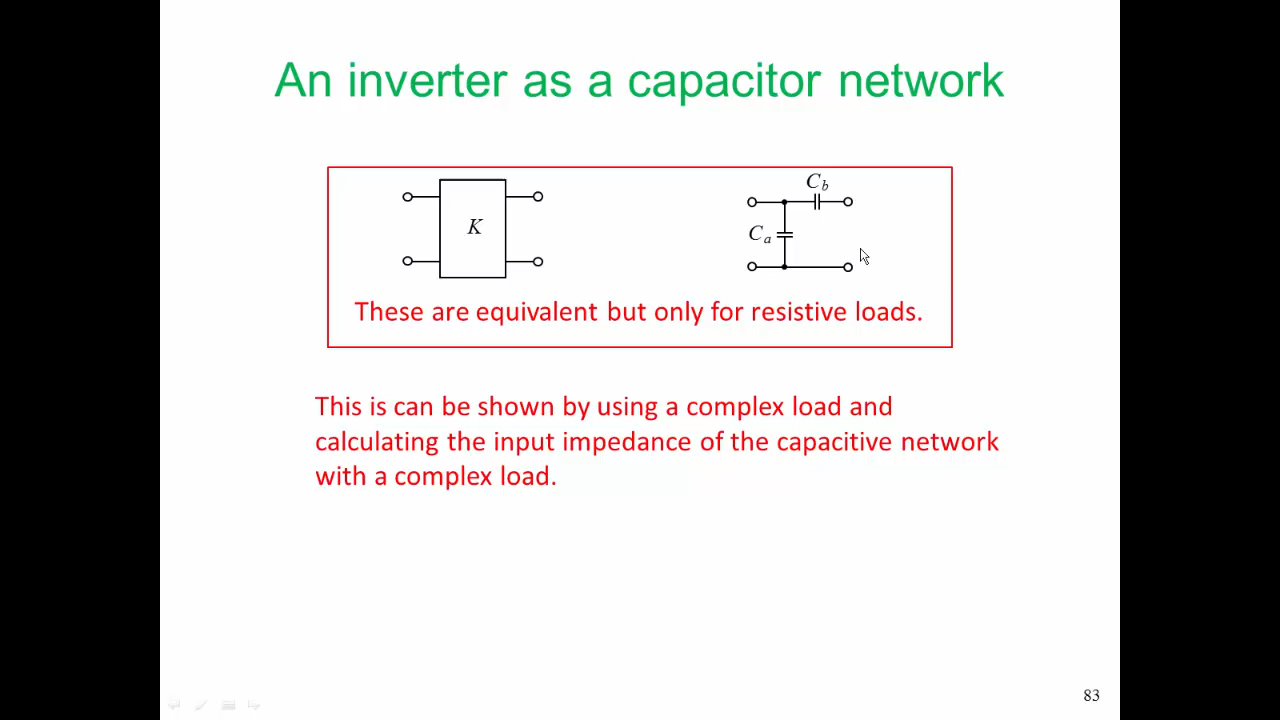 An inverter as a capacitor network
K
Cb
Ca
These are equivalent but only for resistive loads.
This is can be shown by using a complex load and
calculating the input impedance of the capacitive network
with a complex load.
83